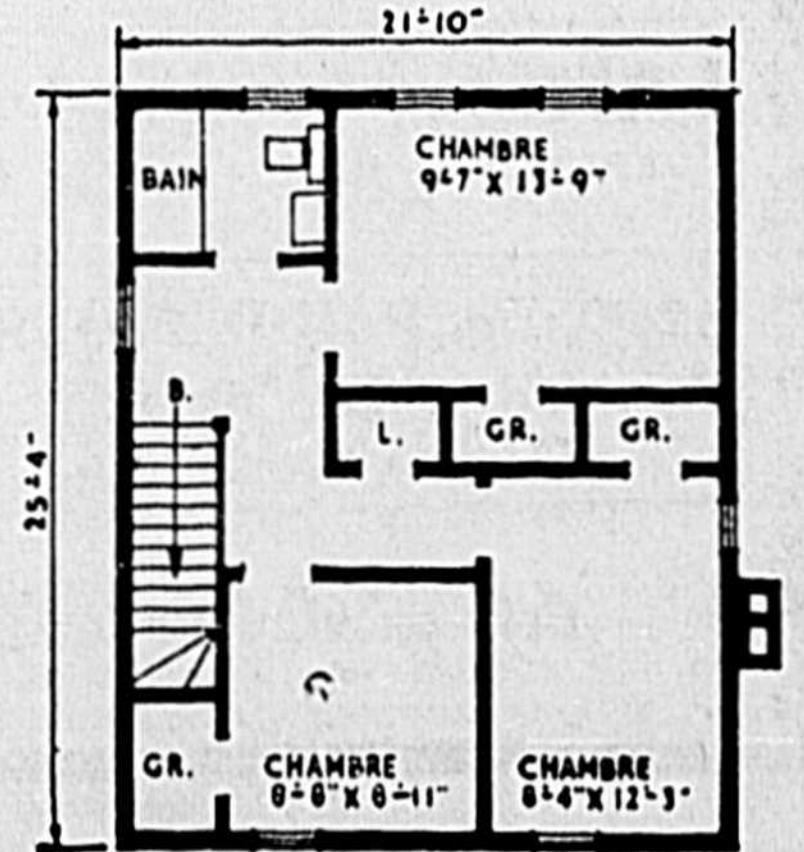 21'-10"
BAIN
CHAMBRE
9'-7" X 13'-9"
B.
L.
GR.
GR.
25'-4"
GR.
CHAMBRE
8'-8" X 8'-11"
CHAMBRE
8'-4" X 12'-3"